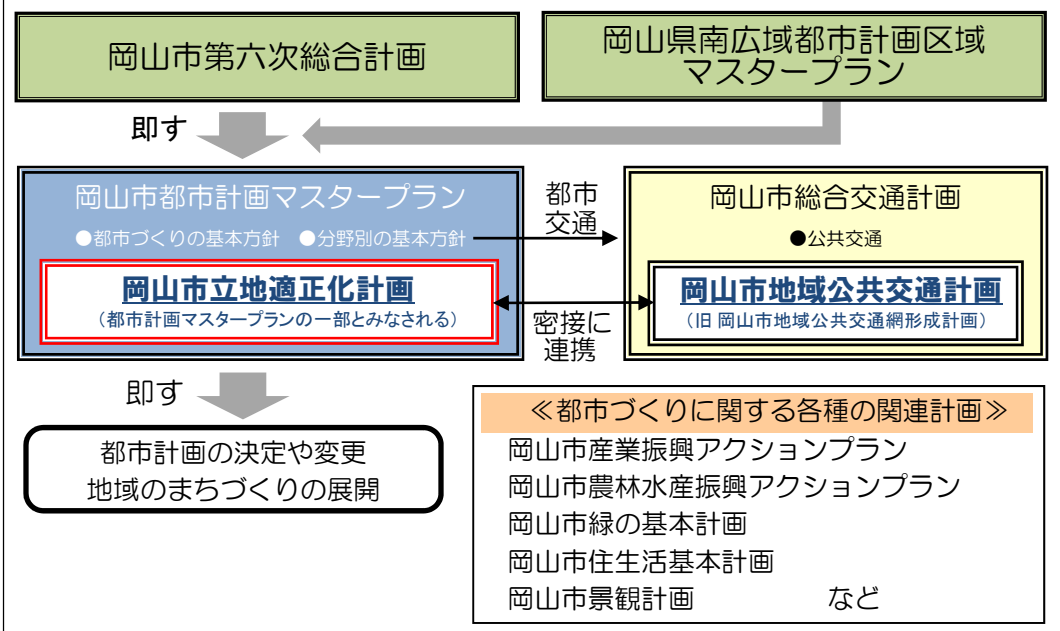 岡山市第六次総合計画
岡山県南広域都市計画区域
マスタープラン
即す
岡山市都市計画マスタープラン
●都市づくりの基本方針 ●分野別の基本方針
岡山市立地適正化計画
(都市計画マスタープランの一部とみなされる)
都市
交通
密接に
連携
岡山市総合交通計画
●公共交通
岡山市地域公共交通計画
(旧 岡山市地域公共交通網形成計画)
即す
都市計画の決定や変更
地域のまちづくりの展開
≪都市づくりに関する各種の関連計画≫
岡山市産業振興アクションプラン
岡山市農林水産振興アクションプラン
岡山市緑の基本計画
岡山市住生活基本計画
岡山市景観計画 など